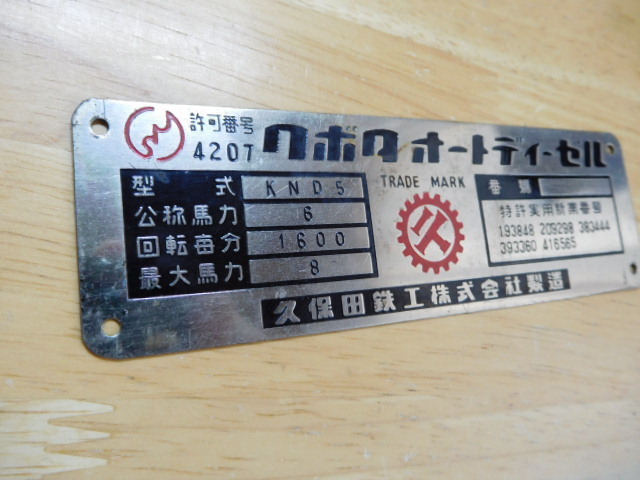 許可番号
4207
クボタオートディーゼル
型式 KND5
公称馬力 6
回転毎分 1600
最大馬力 8
TRADE MARK
番
特許実用新案番号
193848 209298 383444
393360 416565
久保田鉄工株式会社製造